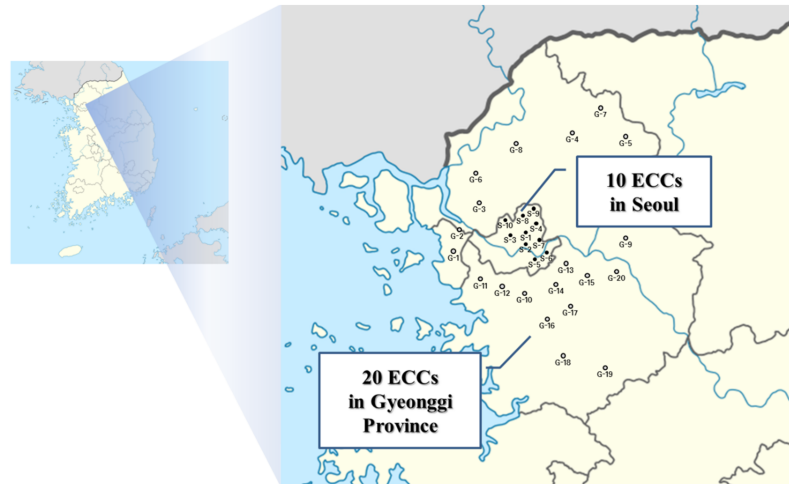 G-7
G-4
G-5
G-8
10 ECCs
in Seoul
G-6
G-3
S-9
S-8
S-10
S-4
G-2
S-1
S-3
S-7
G-9
S-2
G-1
S-6
S-5
G-13
G-11
G-15
G-20
G-12
G-14
G-10
G-17
G-16
20 ECCs
in Gyeonggi
Province
G-18
G-19